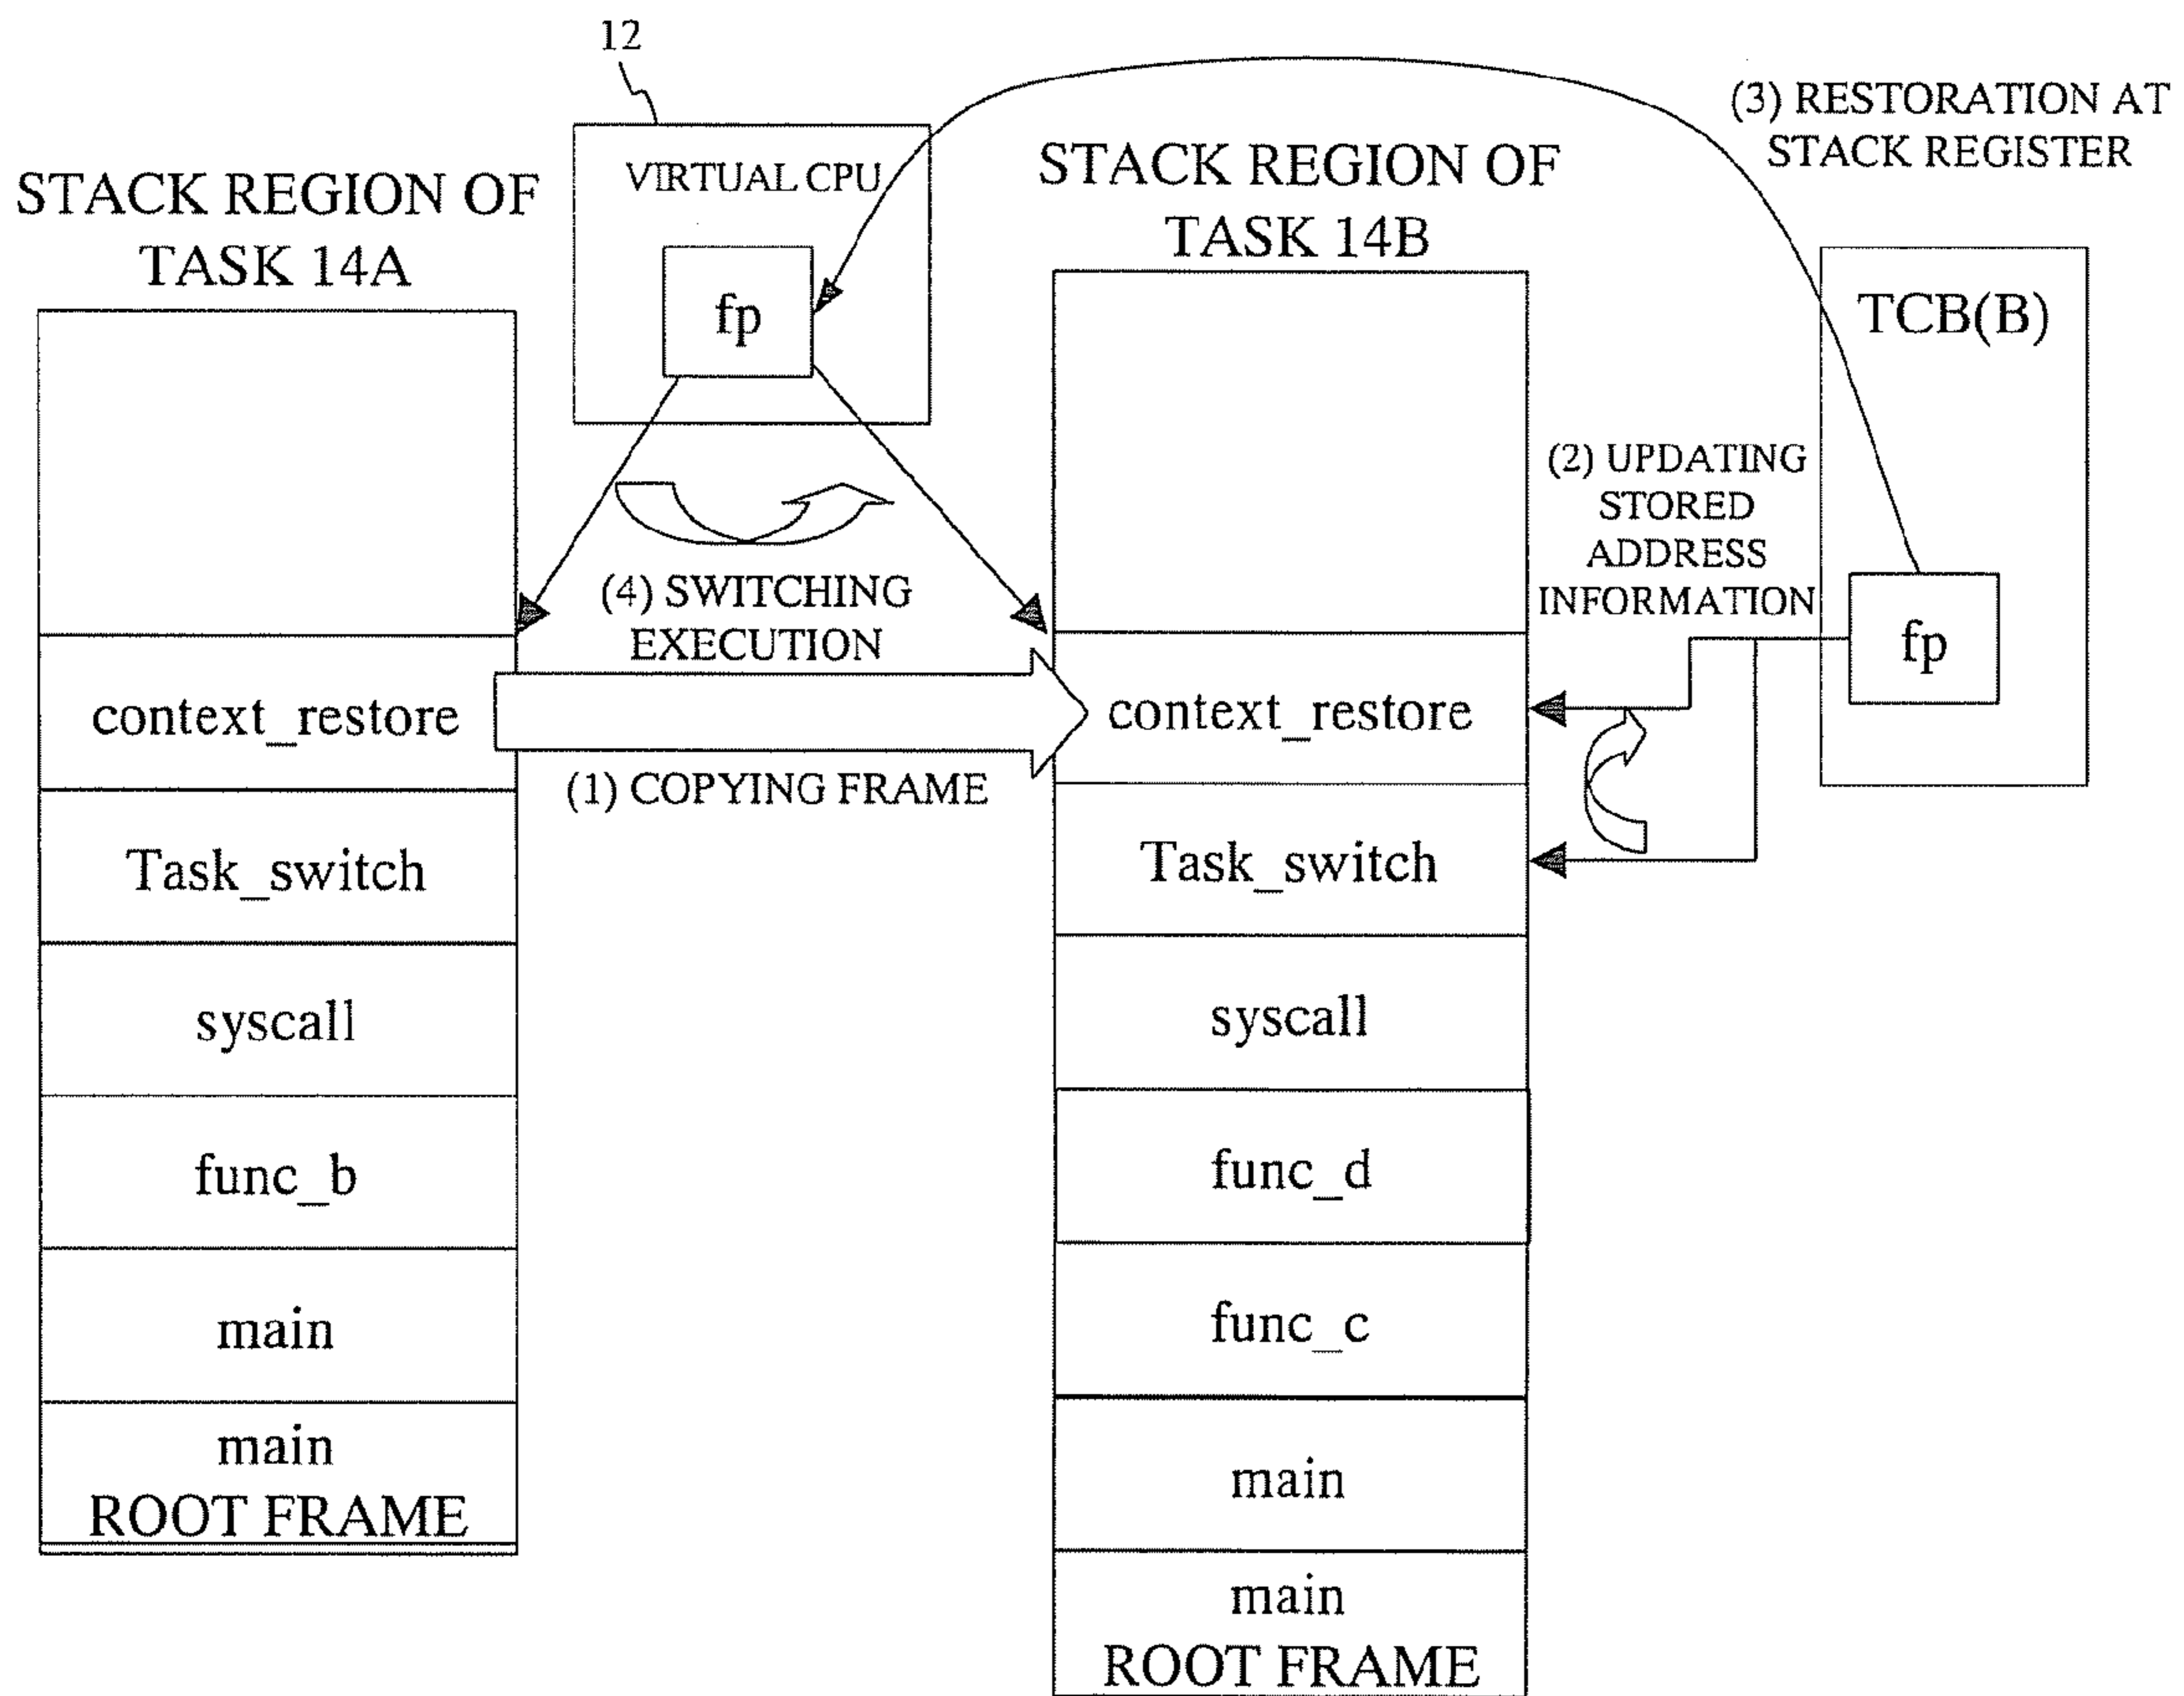 12
(3) RESTORATION AT
STACK REGISTER
STACK REGION OF
TASK 14A
VIRTUAL CPU
fp
STACK REGION OF
TASK 14B
TCB(B)
(2) UPDATING
STORED
ADDRESS
INFORMATION
fp
(4) SWITCHING
EXECUTION
(1) COPYING FRAME
context_restore
Task_switch
syscall
func_b
main
main
ROOT FRAME
context_restore
Task_switch
syscall
func_d
func_c
main
main
ROOT FRAME